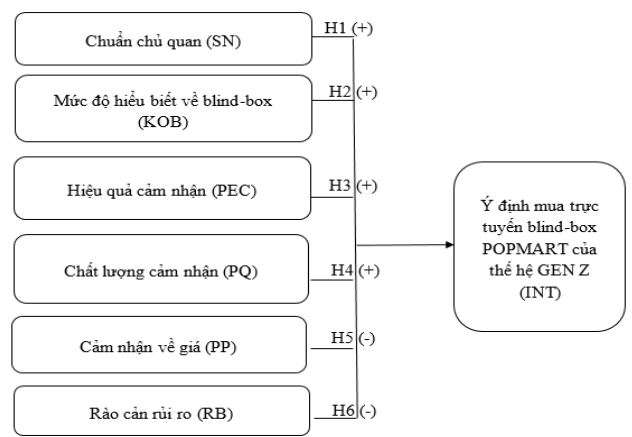 Chuẩn chủ quan (SN)
H1 (+)
Mức độ hiểu biết về blind-box
(KOB)
H2 (+)
Hiệu quả cảm nhận (PEC)
H3 (+)
Chất lượng cảm nhận (PQ)
H4 (+)
Cảm nhận về giá (PP)
H5 (-)
Rào cản rủi ro (RB)
H6 (-)
Ý định mua trực
tuyến blind-box
POPMART của
thế hệ GEN Z
(INT)